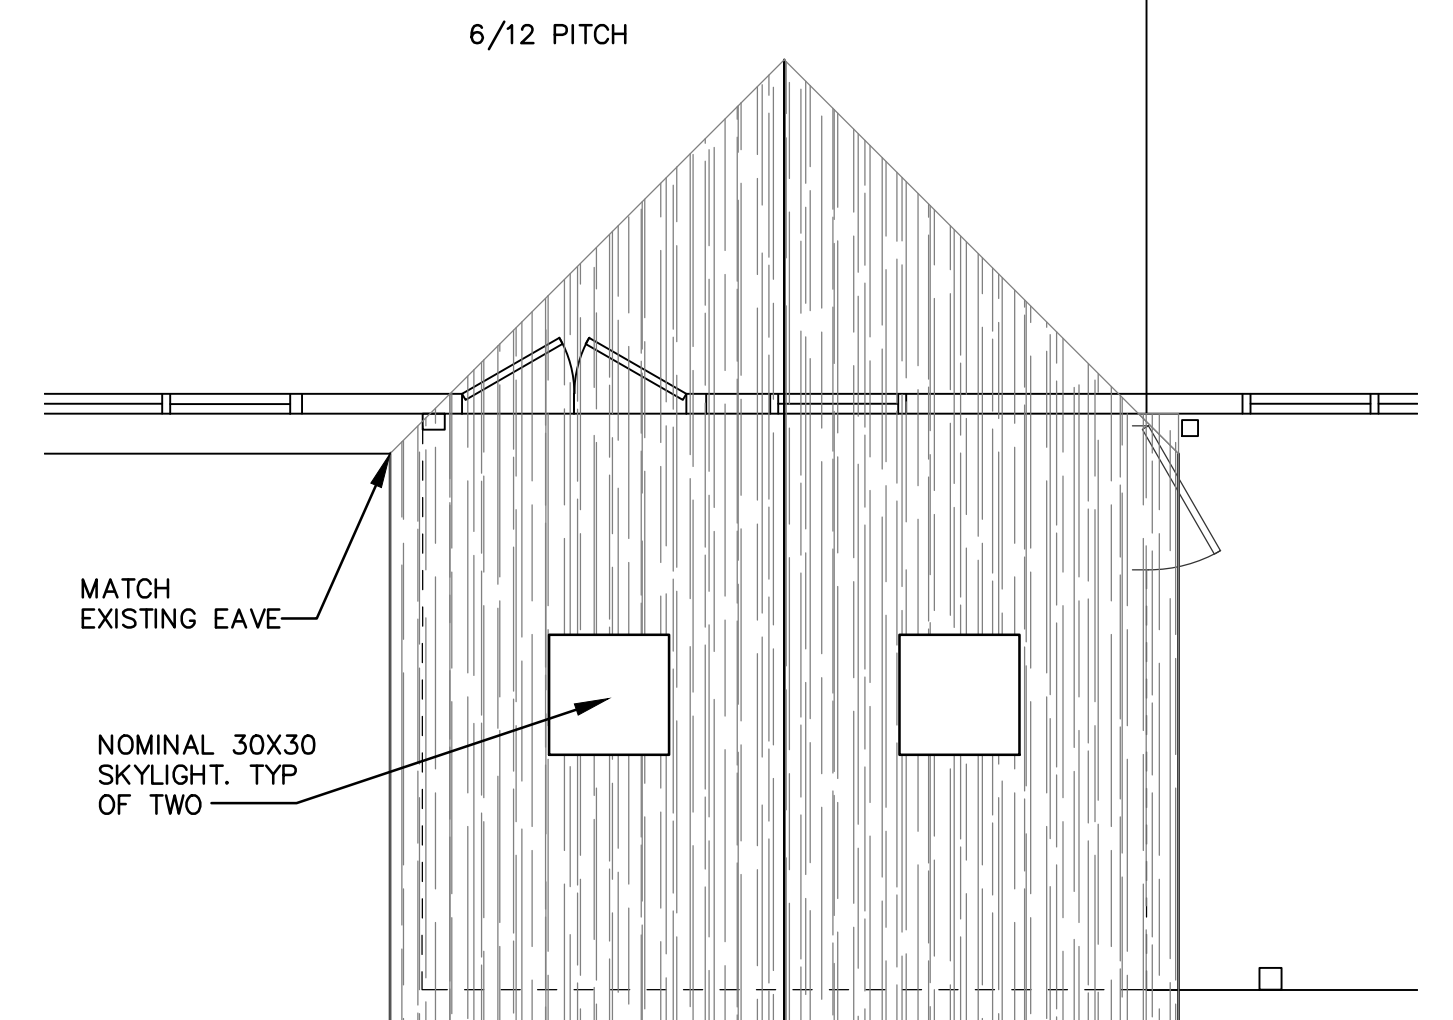 6/12 PITCH
MATCH
EXISTING EAVE
NOMINAL 30X30
SKYLIGHT. TYP
OF TWO